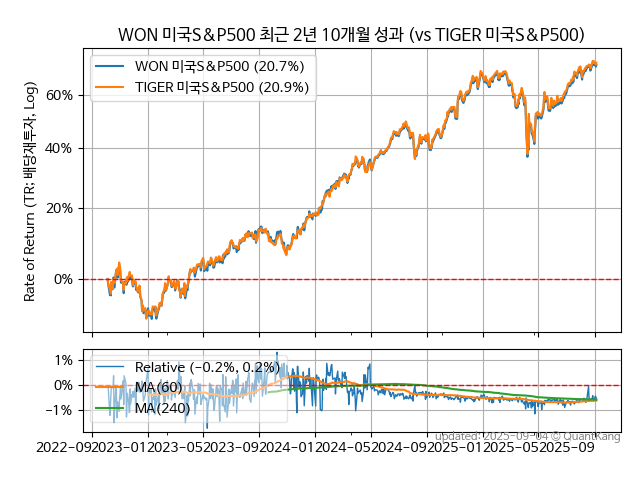 WON 미국S&P500 최근 2년 10개월 성과 (vs TIGER 미국S&P500)
WON 미국S&P500 (20.7%)
TIGER 미국S&P500 (20.9%)
Rate of Return (TR; 배당재투자, Log)
60%
40%
20%
0%
Relative (−0.2%, 0.2%)
MA(60)
MA(240)
1%
0%
−1%
2022-09
2023-01
2023-05
2023-09
2024-01
2024-05
2024-09
2025-01
2025-05
2025-09
updated: 2025-09-04 © QuantKang